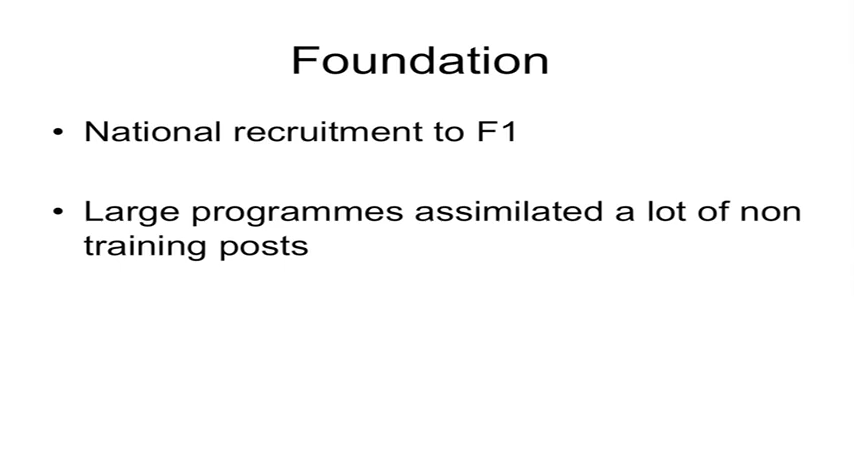 Foundation
• National recruitment to F1
• Large programmes assimilated a lot of non
training posts